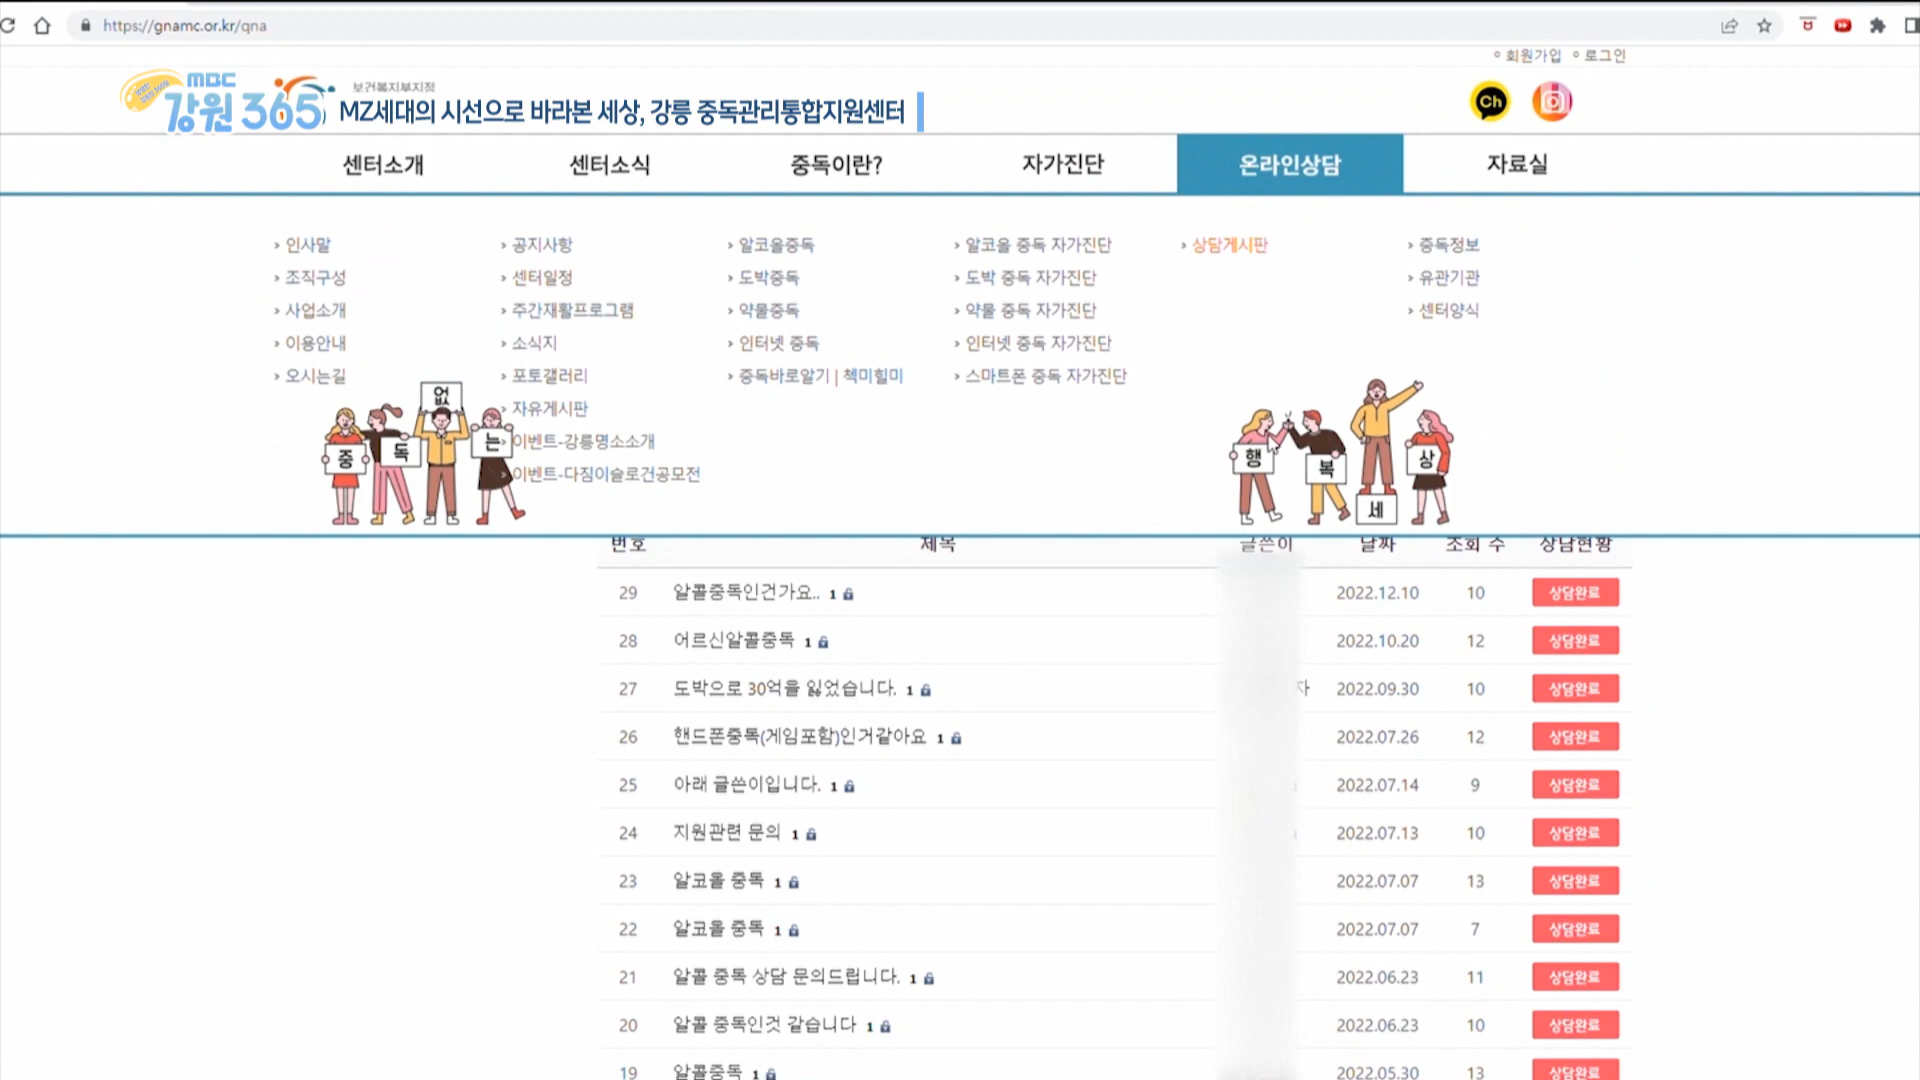 https://gnamc.or.kr/qna
회원가입 로그인
MBC
강원 365
보건복지부지정
MZ세대의 시선으로 바라본 세상, 강릉 중독관리통합지원센터
Ch
센터소개 센터소식 중독이란? 자가진단 온라인상담 자료실
› 인사말 › 공지사항 › 알코올중독 › 알코올 중독 자가진단 › 상담게시판 › 중독정보
› 조직구성 › 센터일정 › 도박중독 › 도박 중독 자가진단 › 유관기관
› 사업소개 › 주간재활프로그램 › 약물중독 › 약물 중독 자가진단 › 센터양식
› 이용안내 › 소식지 › 인터넷 중독 › 인터넷 중독 자가진단
› 오시는길 › 포토갤러리 › 중독바로알기 | 첵미힐미 › 스마트폰 중독 자가진단
› 자유게시판
› 이벤트-강릉명소소개
› 이벤트-다짐이슬로건공모전
중 독 없 는
행 복 세 상
번호 제목 글쓴이 날짜 조회 수 상담현황
29 알콜중독인건가요.. 1 2022.12.10 10 상담완료
28 어르신알콜중독 1 2022.10.20 12 상담완료
27 도박으로 30억을 잃었습니다. 1 자 2022.09.30 10 상담완료
26 핸드폰중독(게임포함)인거같아요 1 2022.07.26 12 상담완료
25 아래 글쓴이입니다. 1 2022.07.14 9 상담완료
24 지원관련 문의 1 2022.07.13 10 상담완료
23 알코올 중독 1 2022.07.07 13 상담완료
22 알코올 중독 1 2022.07.07 7 상담완료
21 알콜 중독 상담 문의드립니다. 1 2022.06.23 11 상담완료
20 알콜 중독인것 같습니다 1 2022.06.23 10 상담완료
19 알콜중독 1 2022.05.30 13 상담완료